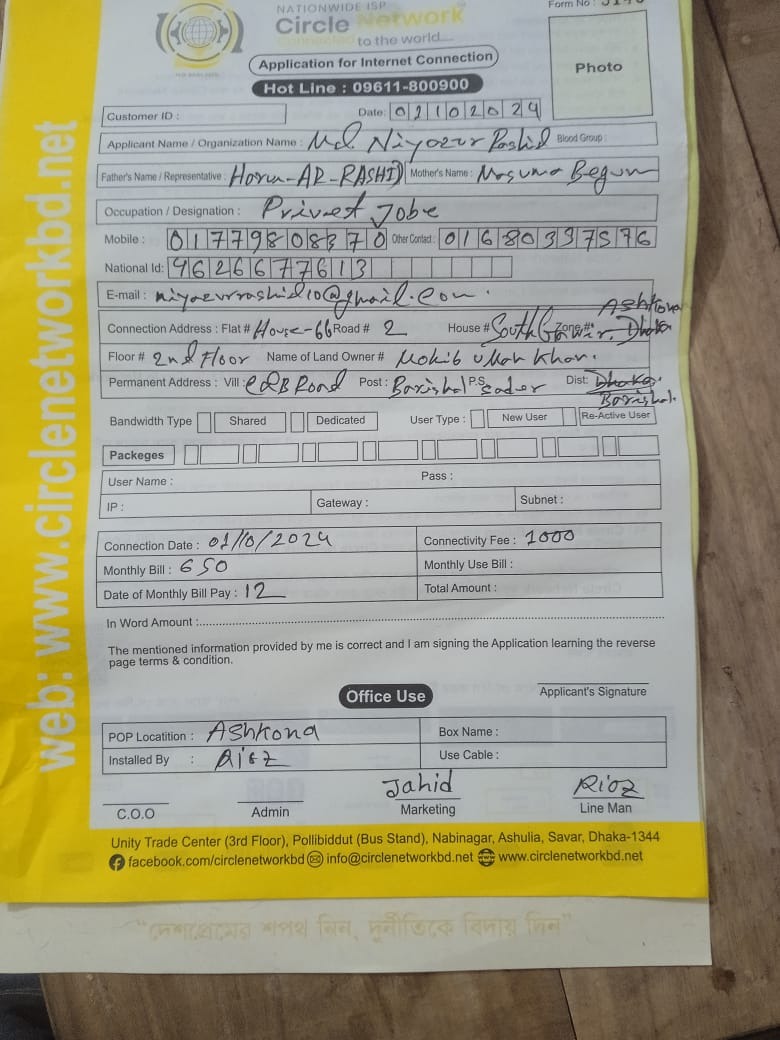 NATIONWIDE ISP
Form No :
Circle Network
Connected to the world
Application for Internet Connection
Hot Line : 09611-800900
Photo
Customer ID :
Date: 02102024
Applicant Name / Organization Name : Md. Niyazur Rashid Blood Group :
Father's Name / Representative : Harun-AR-RASHID Mother's Name : Masuma Begum
Occupation / Designation : Privet Jobe
Mobile : 01779808370 Other Contact : 01680337576
National Id: 4626677613
E-mail : niyazurrashid10@gmail.com.
Ashkona
Connection Address : Flat # House-66 Road # 2 House # South Zone #: Dhaka
Floor # 2nd Floor Name of Land Owner # Mohib Ullah Khan.
Permanent Address : Vill : C&B Road Post : Barishal P.S Sader Dist: Dhaka.
Barishal.
Bandwidth Type Shared Dedicated User Type : New User Re-Active User
Packeges
User Name : Pass :
IP : Gateway : Subnet :
Connection Date : 01/10/2024 Connectivity Fee : 1000
Monthly Bill : 650 Monthly Use Bill :
Date of Monthly Bill Pay : 12 Total Amount :
In Word Amount :
The mentioned information provided by me is correct and I am signing the Application learning the reverse
page terms & condition.
Office Use
Applicant's Signature
POP Locatition : Ashkona Box Name :
Installed By : Use Cable :
Jahid
C.O.O Admin Marketing Line Man
Unity Trade Center (3rd Floor), Pollibiddut (Bus Stand), Nabinagar, Ashulia, Savar, Dhaka-1344
facebook.com/circlenetworkbd info@circlenetworkbd.net www.circlenetworkbd.net
web: www.circlenetworkbd.net
"দেশপ্রেমের শপথ নিন, দুর্নীতিকে বিদায় দিন"